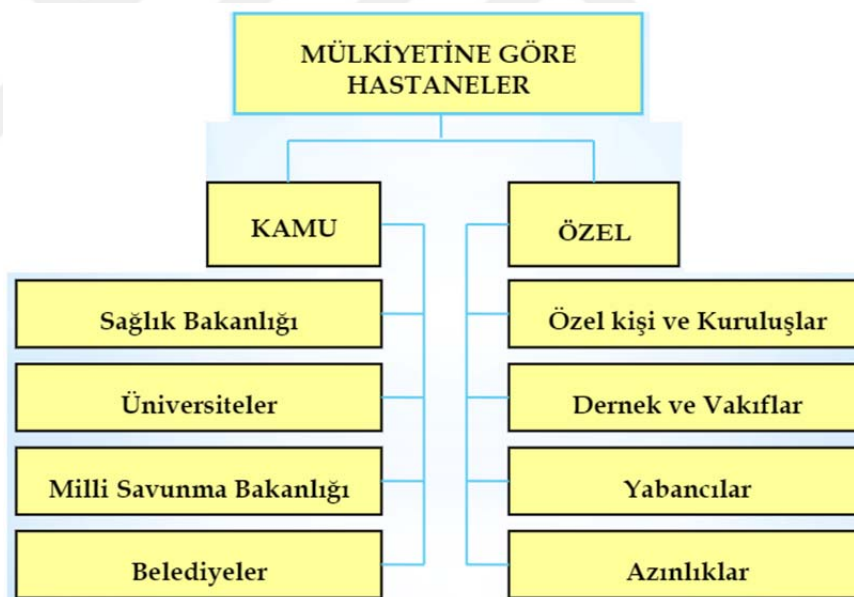 MÜLKİYETİNE GÖRE
HASTANELER
KAMU
ÖZEL
Sağlık Bakanlığı
Özel kişi ve Kuruluşlar
Üniversiteler
Dernek ve Vakıflar
Milli Savunma Bakanlığı
Yabancılar
Belediyeler
Azınlıklar